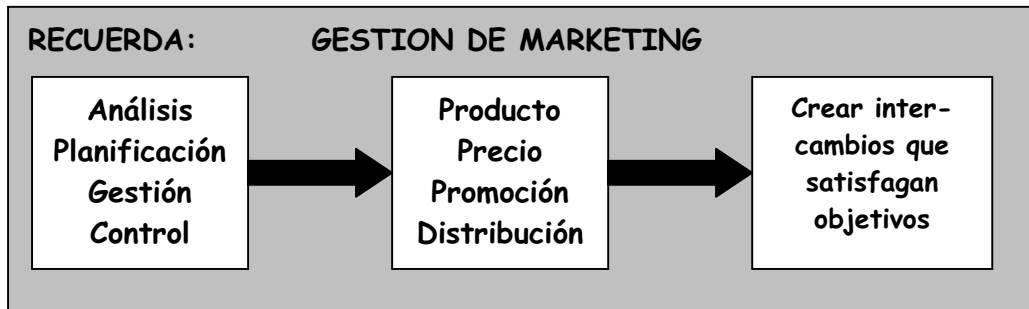 RECUERDA: GESTION DE MARKETING
Análisis
Planificación
Gestión
Control
Producto
Precio
Promoción
Distribución
Crear inter-
cambios que
satisfagan
objetivos